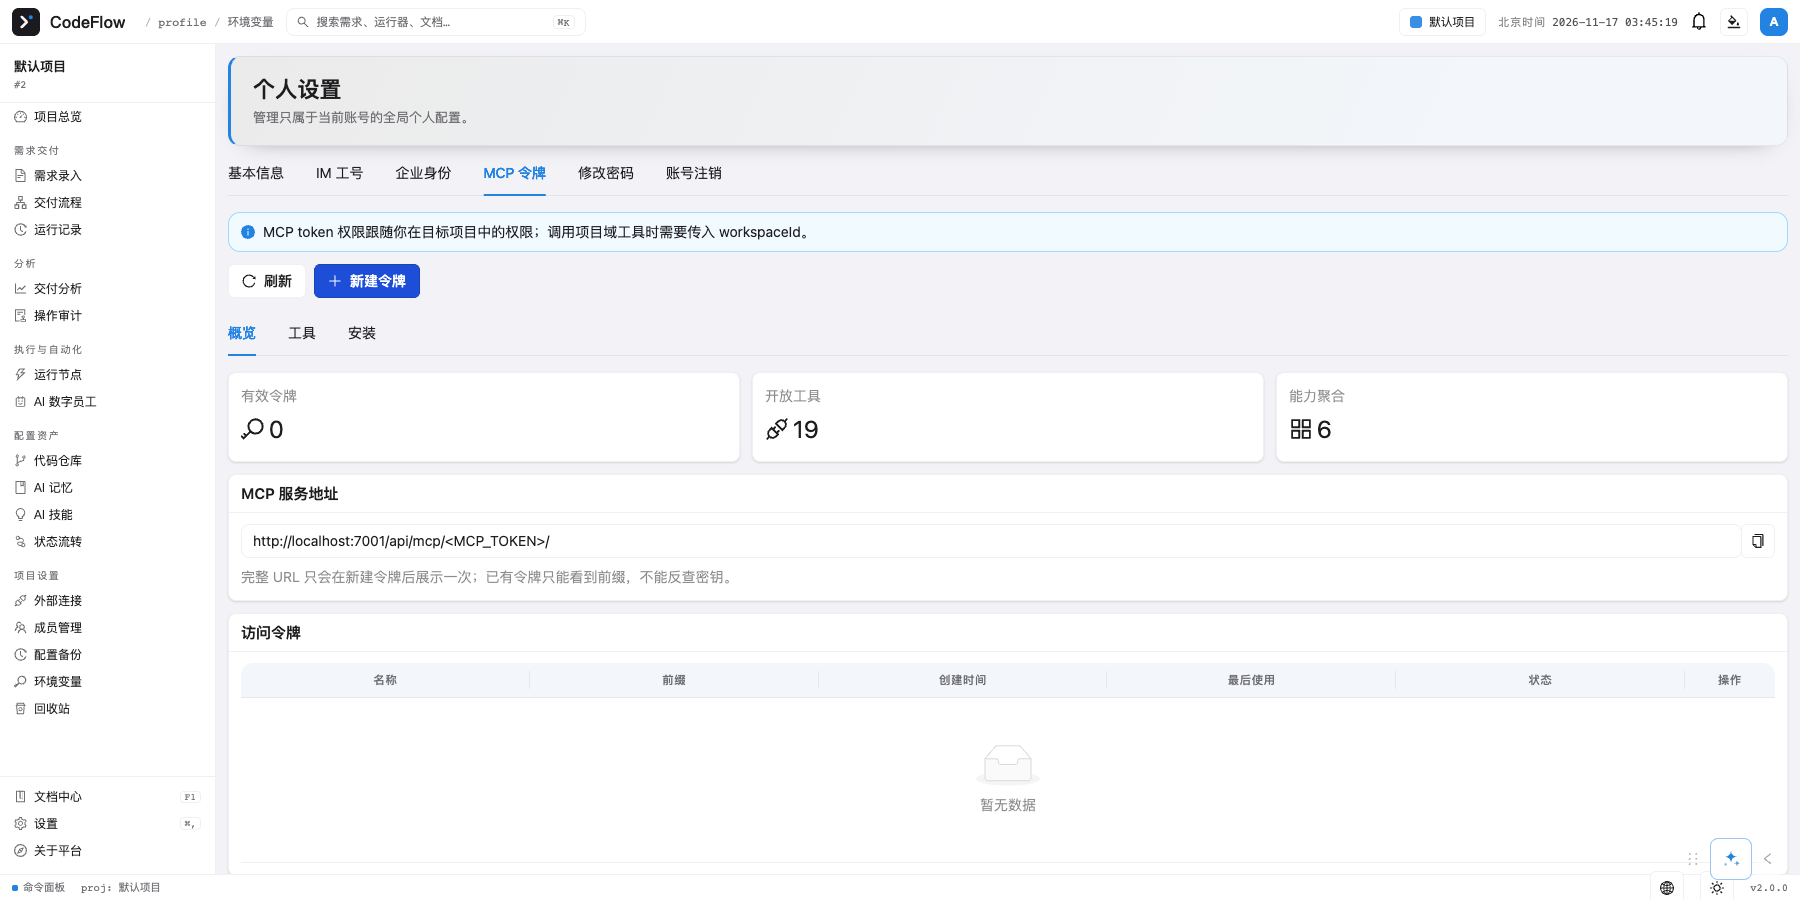 CodeFlow / profile / 环境变量 搜索需求、运行器、文档... ⌘K 默认项目 北京时间 2026-11-17 03:45:19 A
默认项目
#2
项目总览
需求交付
需求录入
交付流程
运行记录
分析
交付分析
操作审计
执行与自动化
运行节点
AI 数字员工
配置资产
代码仓库
AI 记忆
AI 技能
状态流转
项目设置
外部连接
成员管理
配置备份
环境变量
回收站
文档中心 F1
设置 ⌘,
关于平台
个人设置
管理只属于当前账号的全局个人配置。
基本信息 IM 工号 企业身份 MCP 令牌 修改密码 账号注销
MCP token 权限跟随你在目标项目中的权限；调用项目域工具时需要传入 workspaceId。
刷新 新建令牌
概览 工具 安装
有效令牌 开放工具 能力聚合
0 19 6
MCP 服务地址
http://localhost:7001/api/mcp/<MCP_TOKEN>/
完整 URL 只会在新建令牌后展示一次；已有令牌只能看到前缀，不能反查密钥。
访问令牌
名称 前缀 创建时间 最后使用 状态 操作
暂无数据
命令面板 proj: 默认项目 v2.0.0